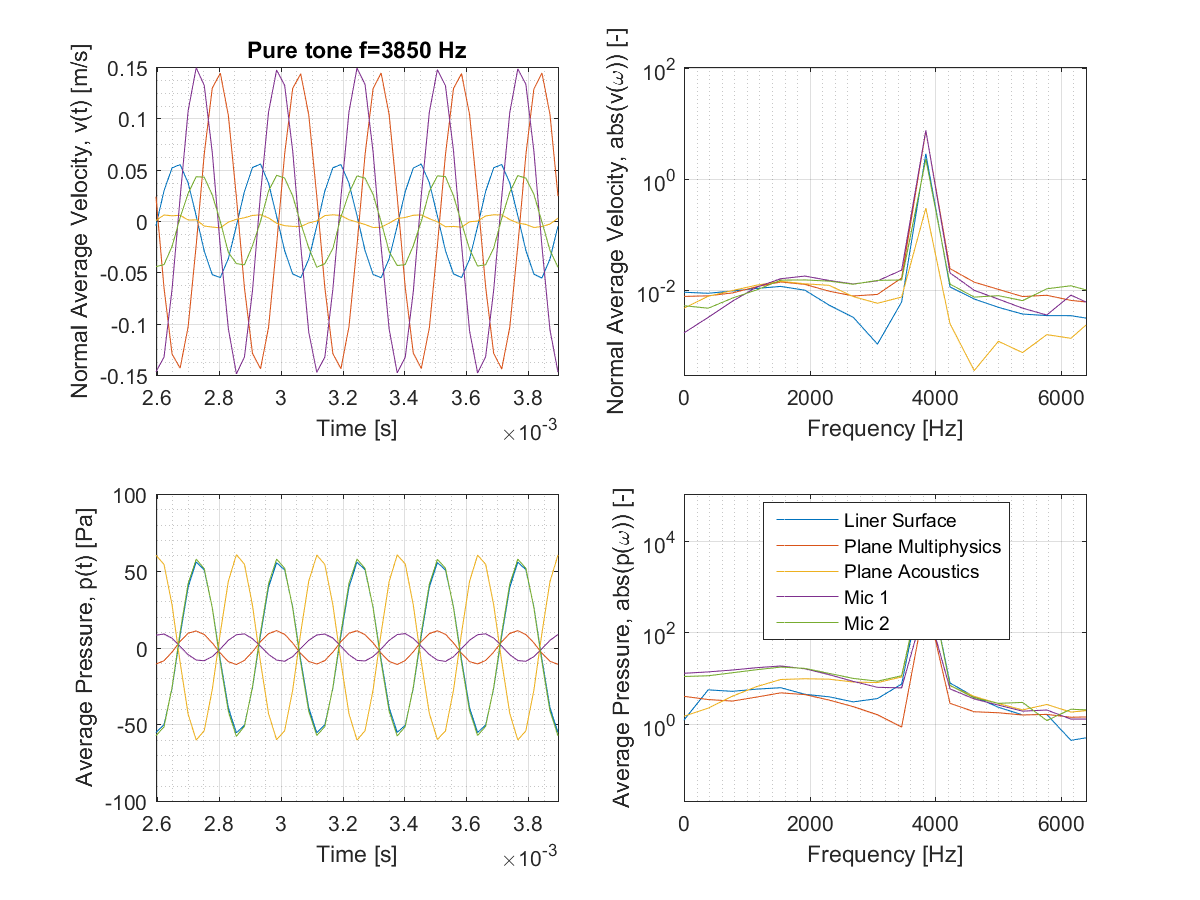 Pure tone f=3850 Hz
Normal Average Velocity, v(t) [m/s]
0.15
0.1
0.05
0
-0.05
-0.1
-0.15
2.6 2.8 3 3.2 3.4 3.6 3.8
Time [s]
×10-3
Normal Average Velocity, abs(v(ω)) [-]
102
100
10-2
0 2000 4000 6000
Frequency [Hz]
Average Pressure, p(t) [Pa]
100
50
0
-50
-100
2.6 2.8 3 3.2 3.4 3.6 3.8
Time [s]
×10-3
Average Pressure, abs(p(ω)) [-]
104
102
100
Liner Surface
Plane Multiphysics
Plane Acoustics
Mic 1
Mic 2
0 2000 4000 6000
Frequency [Hz]